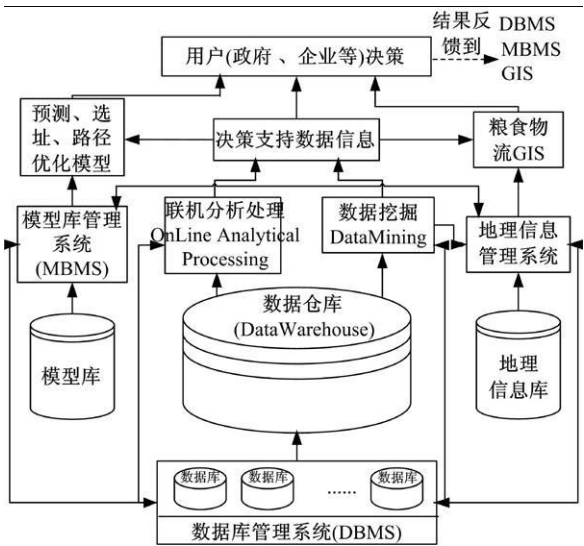 结果反
馈到
DBMS
MBMS
GIS
用户(政府、企业等)决策
预测、选
址、路径
优化模型
决策支持数据信息
粮食物
流GIS
模型库管理
系统
(MBMS)
联机分析处理
OnLine Analytical
Processing
数据挖掘
DataMining
地理信息
管理系统
数据仓库
(DataWarehouse)
模型库
地理
信息库
数据库
数据库
......
数据库
数据库管理系统(DBMS)